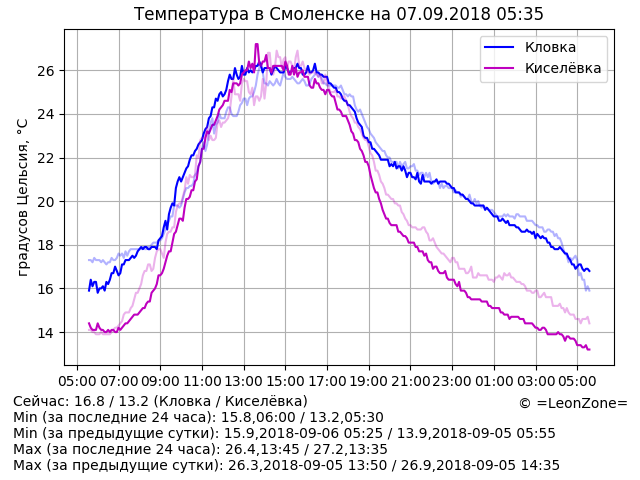 Температура в Смоленске на 07.09.2018 05:35
градусов Цельсия, °C
26
24
22
20
18
16
14
Кловка
Киселёвка
05:00 07:00 09:00 11:00 13:00 15:00 17:00 19:00 21:00 23:00 01:00 03:00 05:00
Сейчас: 16.8 / 13.2 (Кловка / Киселёвка)
© =LeonZone=
Min (за последние 24 часа): 15.8,06:00 / 13.2,05:30
Min (за предыдущие сутки): 15.9,2018-09-06 05:25 / 13.9,2018-09-05 05:55
Max (за последние 24 часа): 26.4,13:45 / 27.2,13:35
Max (за предыдущие сутки): 26.3,2018-09-05 13:50 / 26.9,2018-09-05 14:35